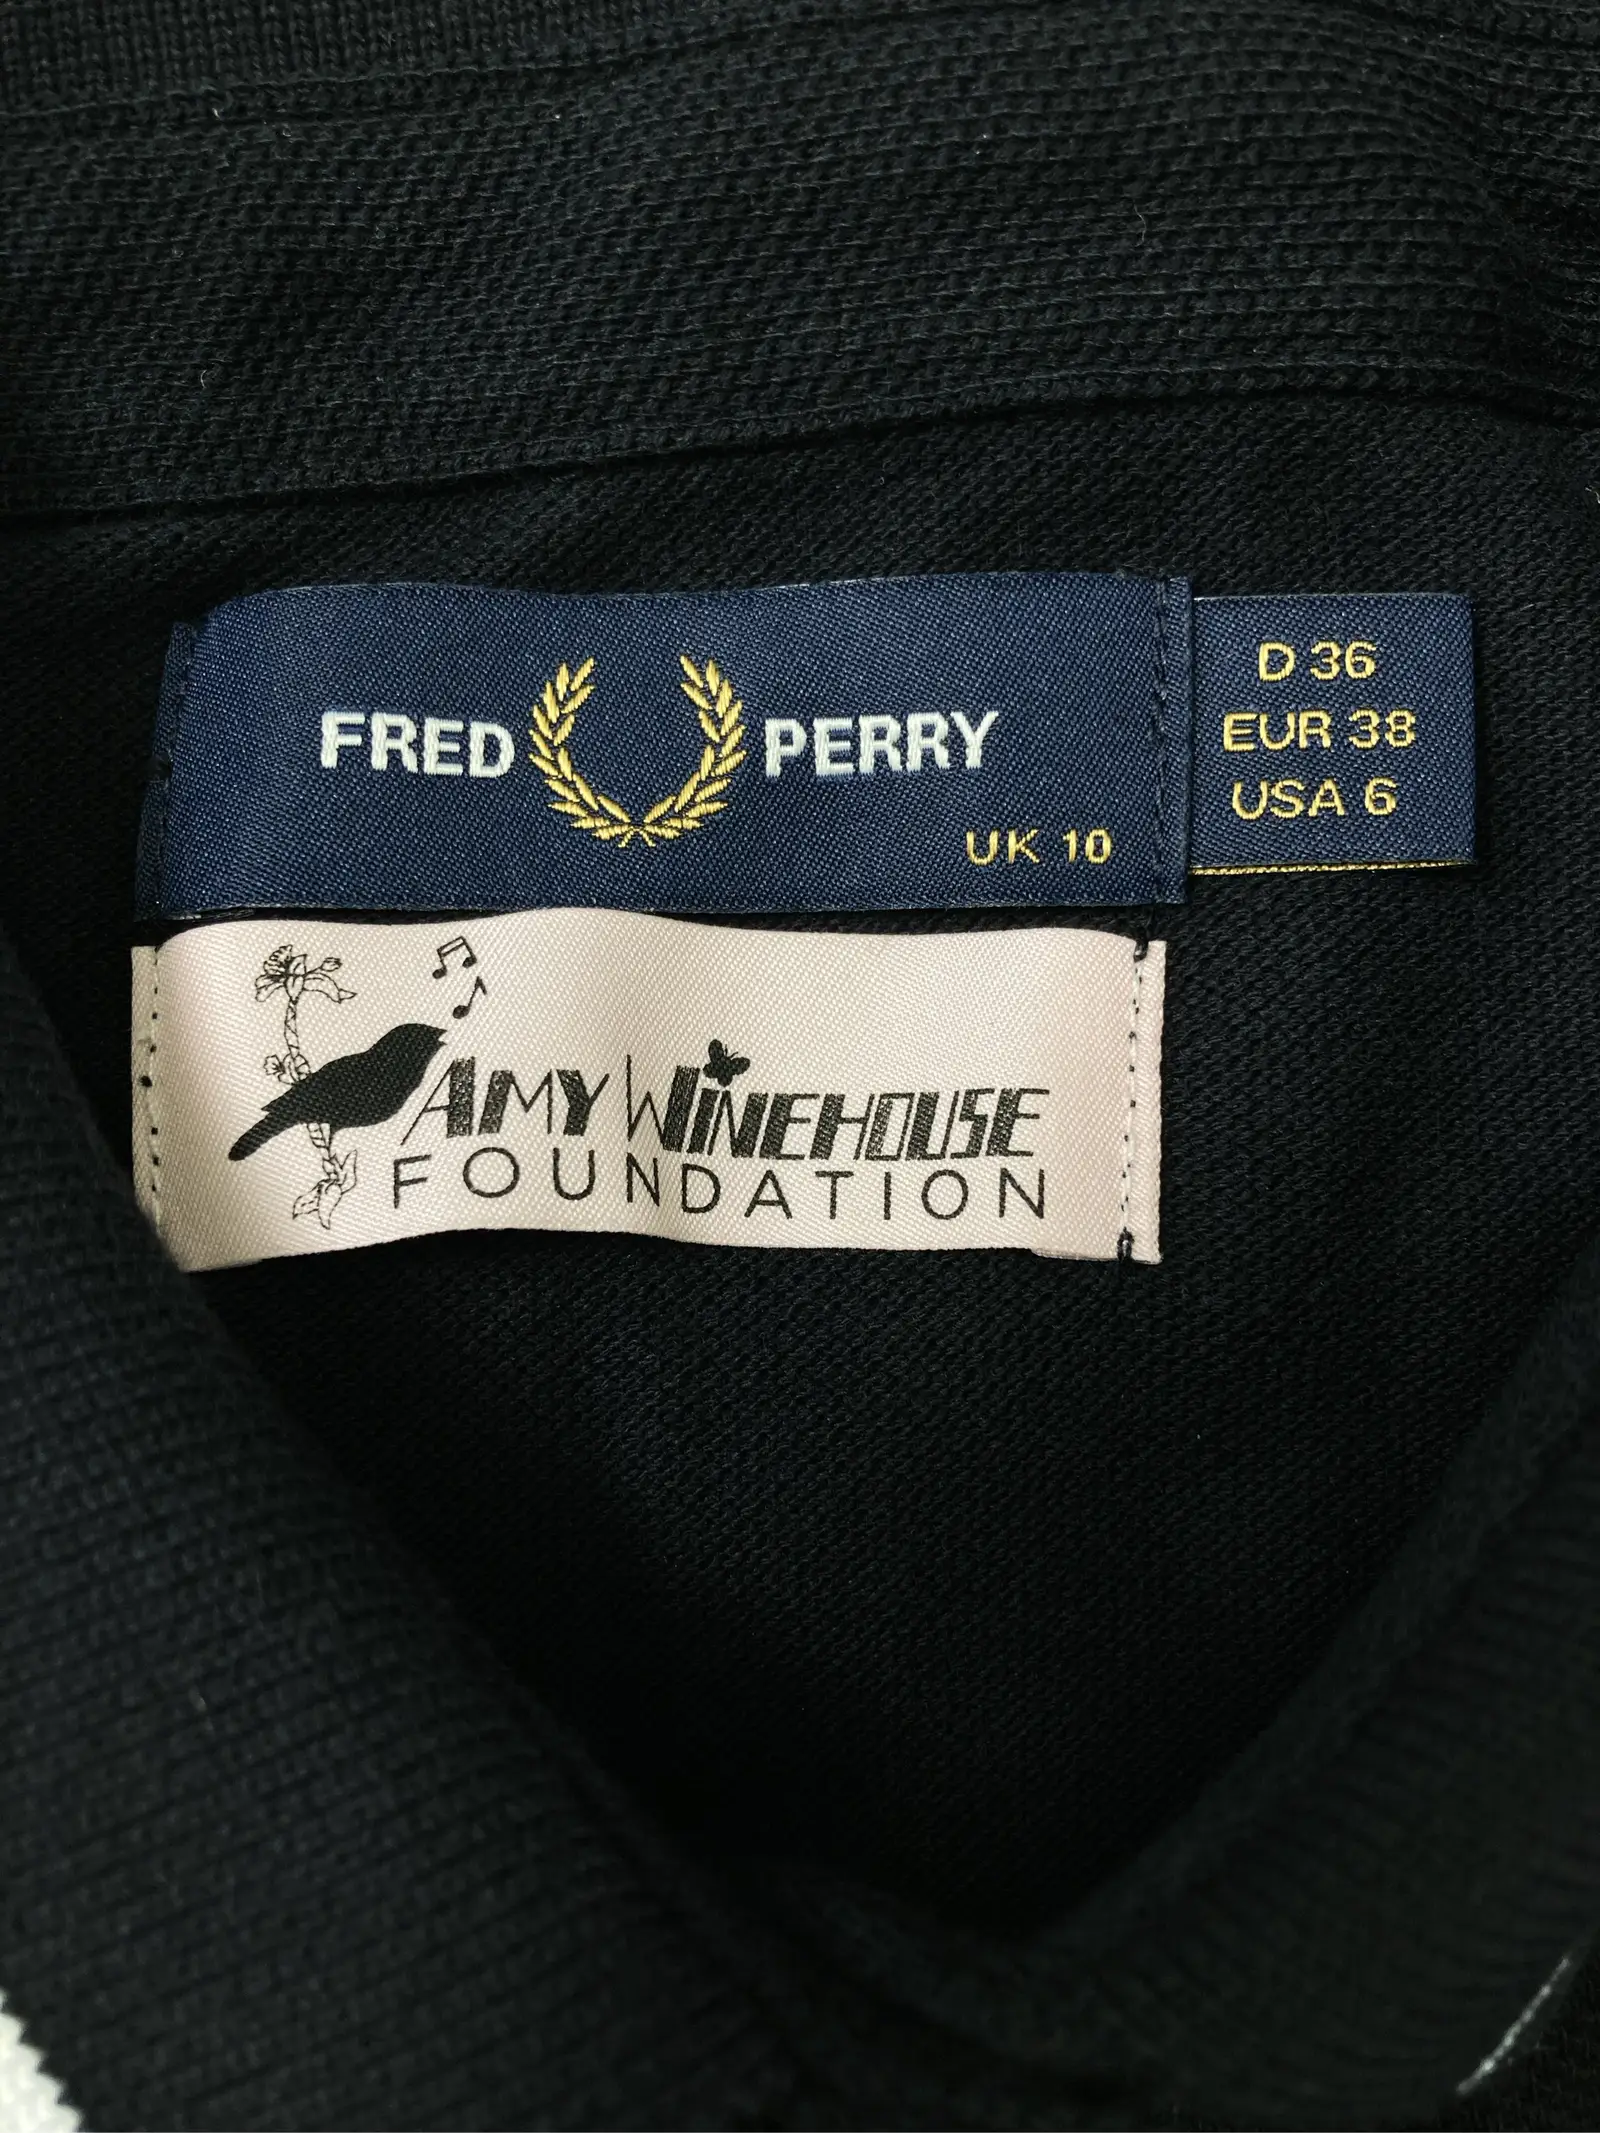 FRED PERRY
UK 10
D 36
EUR 38
USA 6
AMY WINEHOUSE
FOUNDATION